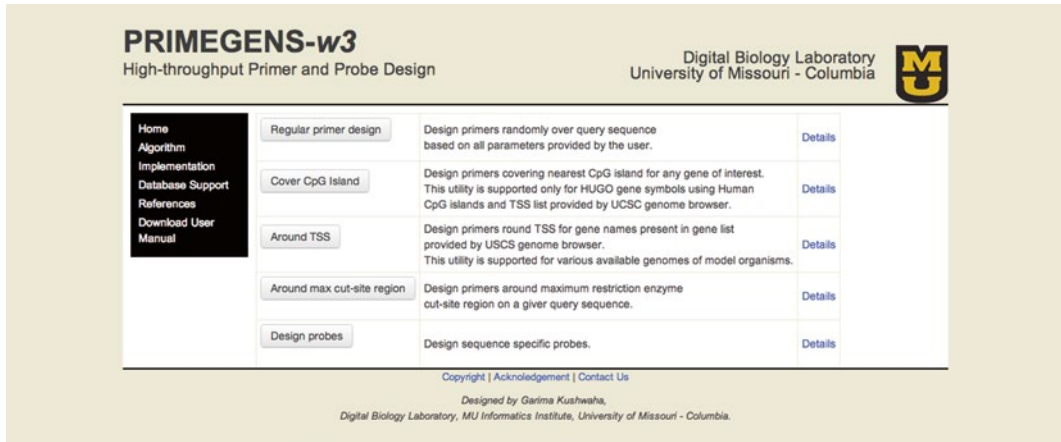 PRIMEGENS-w3
High-throughput Primer and Probe Design
Digital Biology Laboratory
University of Missouri - Columbia
Home
Algorithm
Implementation
Database Support
References
Download User
Manual
Regular primer design
Design primers randomly over query sequence
based on all parameters provided by the user.
Details
Cover CpG Island
Design primers covering nearest CpG island for any gene of interest.
This utility is supported only for HUGO gene symbols using Human
CpG islands and TSS list provided by UCSC genome browser.
Details
Around TSS
Design primers round TSS for gene names present in gene list
provided by USCS genome browser.
This utility is supported for various available genomes of model organisms.
Details
Around max cut-site region
Design primers around maximum restriction enzyme
cut-site region on a giver query sequence.
Details
Design probes
Design sequence specific probes.
Details
Copyright | Acknoledgement | Contact Us
Designed by Garima Kushwaha,
Digital Biology Laboratory, MU Informatics Institute, University of Missouri - Columbia.